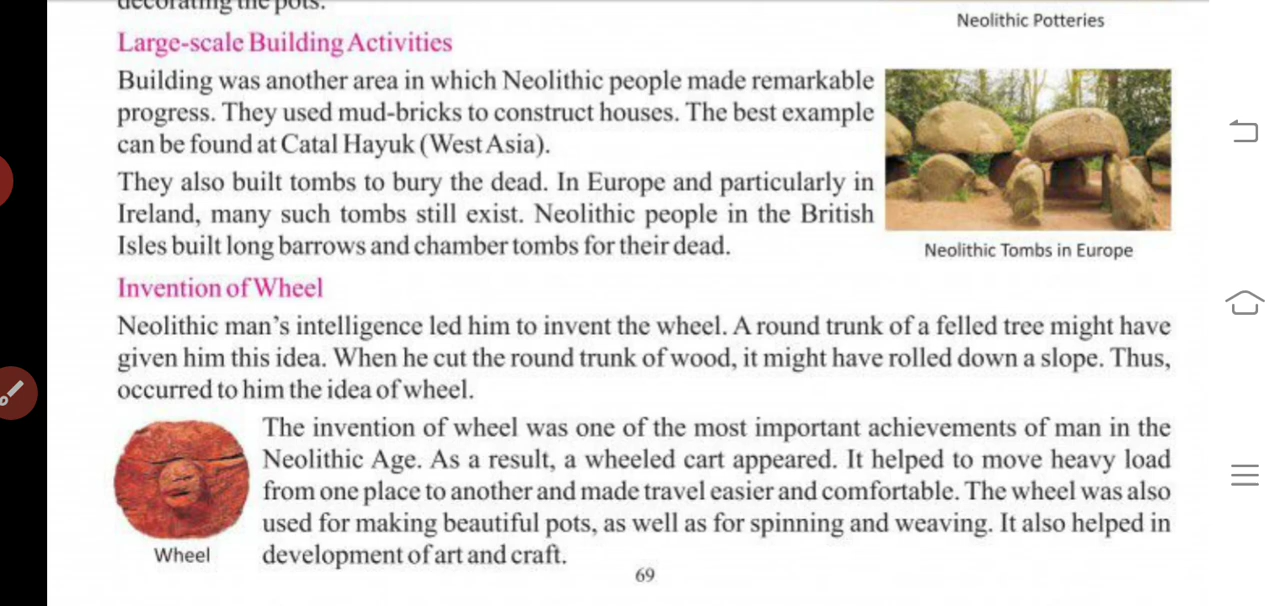 decorating the pots.
Neolithic Potteries
Large-scale Building Activities
Building was another area in which Neolithic people made remarkable
progress. They used mud-bricks to construct houses. The best example
can be found at Catal Hayuk (West Asia).
They also built tombs to bury the dead. In Europe and particularly in
Ireland, many such tombs still exist. Neolithic people in the British
Isles built long barrows and chamber tombs for their dead.
Neolithic Tombs in Europe
Invention of Wheel
Neolithic man's intelligence led him to invent the wheel. A round trunk of a felled tree might have
given him this idea. When he cut the round trunk of wood, it might have rolled down a slope. Thus,
occurred to him the idea of wheel.
The invention of wheel was one of the most important achievements of man in the
Neolithic Age. As a result, a wheeled cart appeared. It helped to move heavy load
from one place to another and made travel easier and comfortable. The wheel was also
used for making beautiful pots, as well as for spinning and weaving. It also helped in
development of art and craft.
Wheel
69